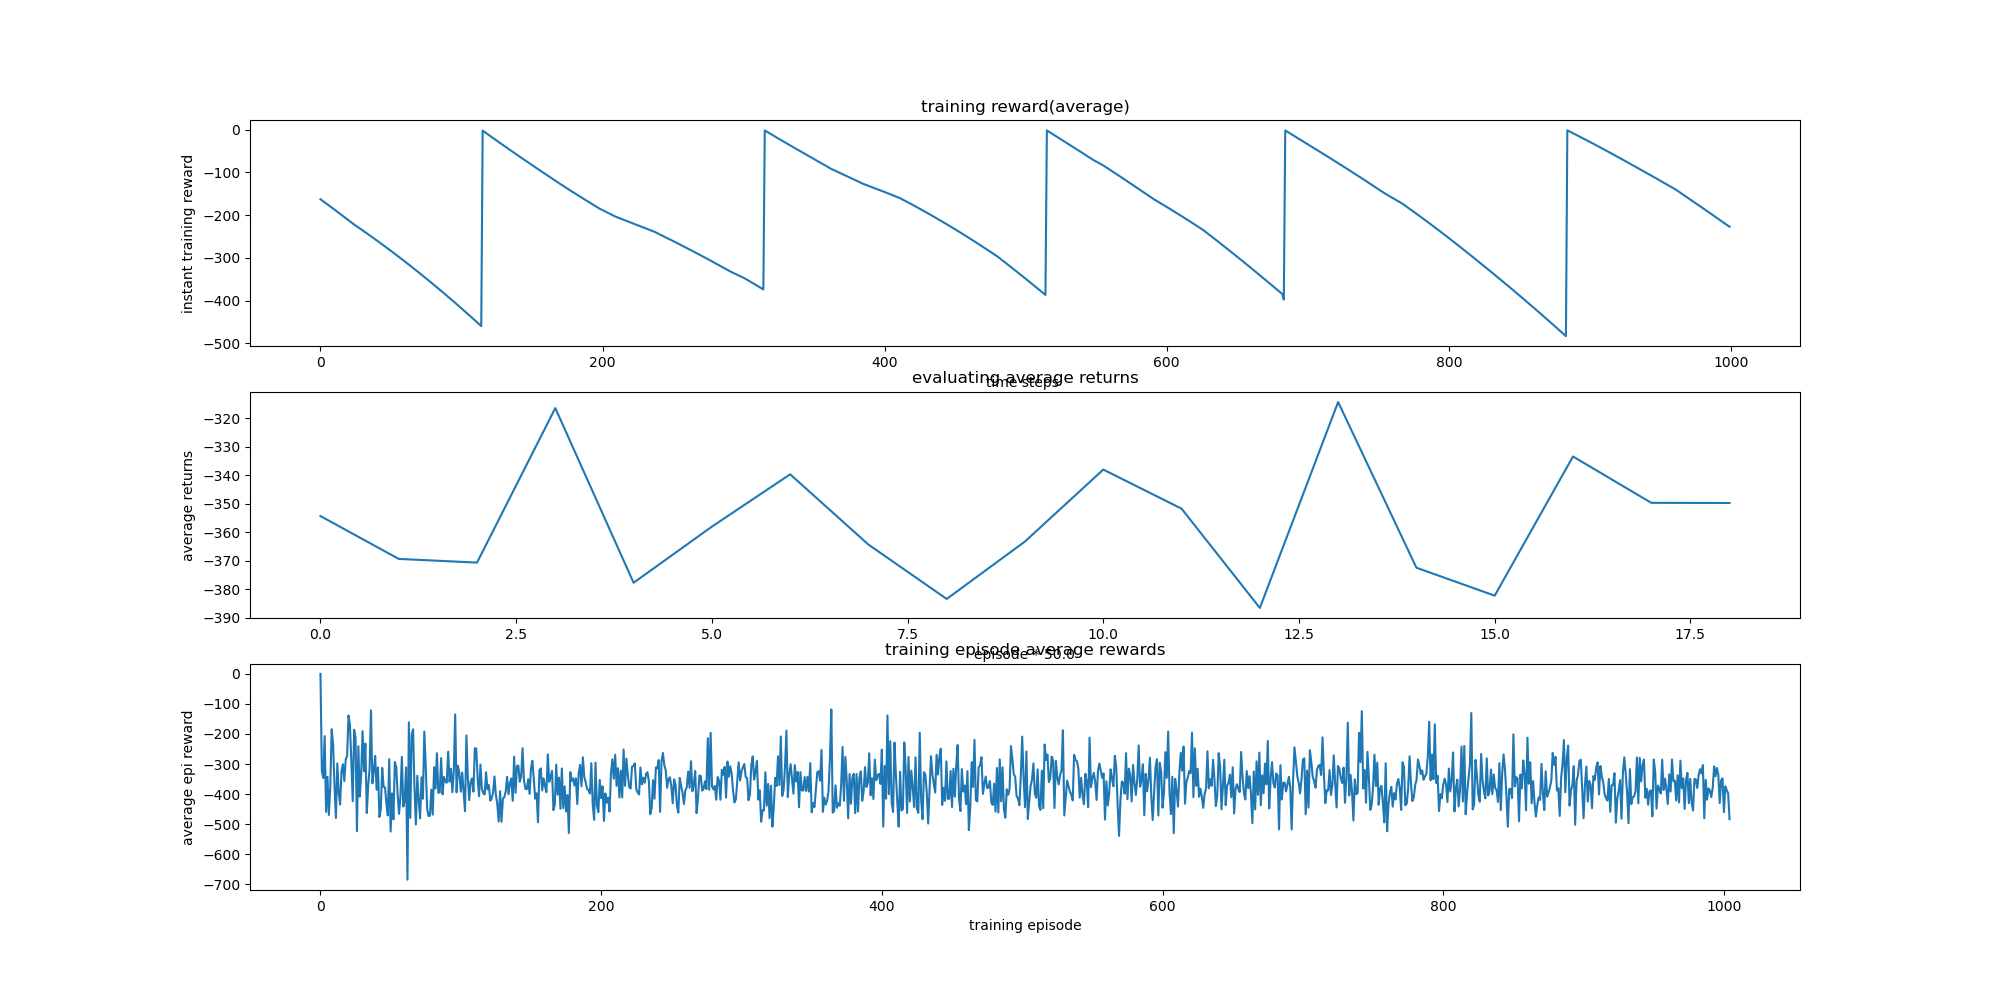 training reward(average)
instant training reward
0
−100
−200
−300
−400
−500
0 200 400 600 800 1000
time steps
evaluating average returns
average returns
−320
−330
−340
−350
−360
−370
−380
−390
0.0 2.5 5.0 7.5 10.0 12.5 15.0 17.5
episode * 50.0
training episode average rewards
average epi reward
0
−100
−200
−300
−400
−500
−600
−700
0 200 400 600 800 1000
training episode